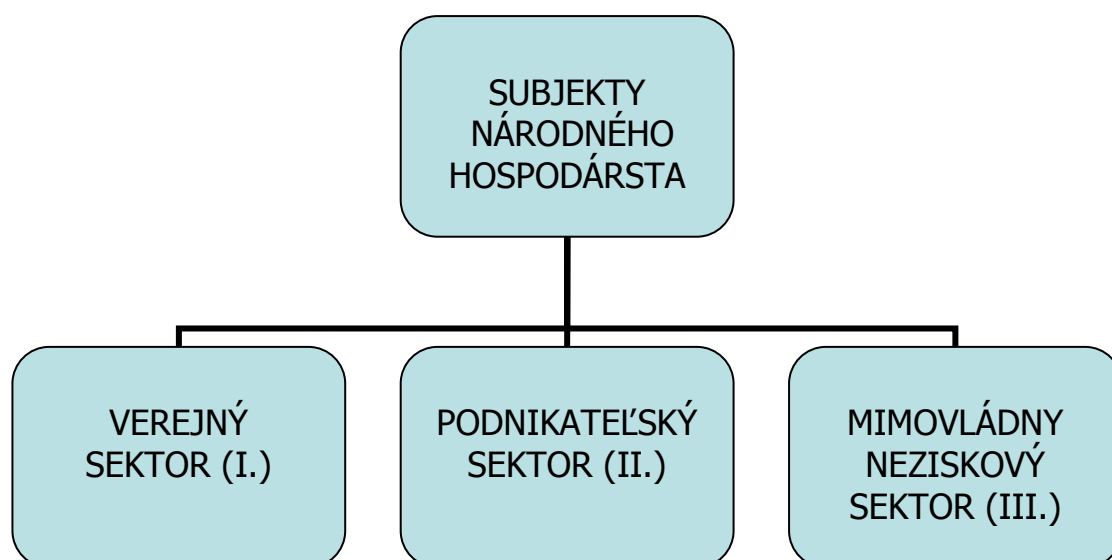 SUBJEKTY
NÁRODNÉHO
HOSPODÁRSTA
VEREJNÝ
SEKTOR (I.)
PODNIKATEĽSKÝ
SEKTOR (II.)
MIMOVLÁDNY
NEZISKOVÝ
SEKTOR (III.)